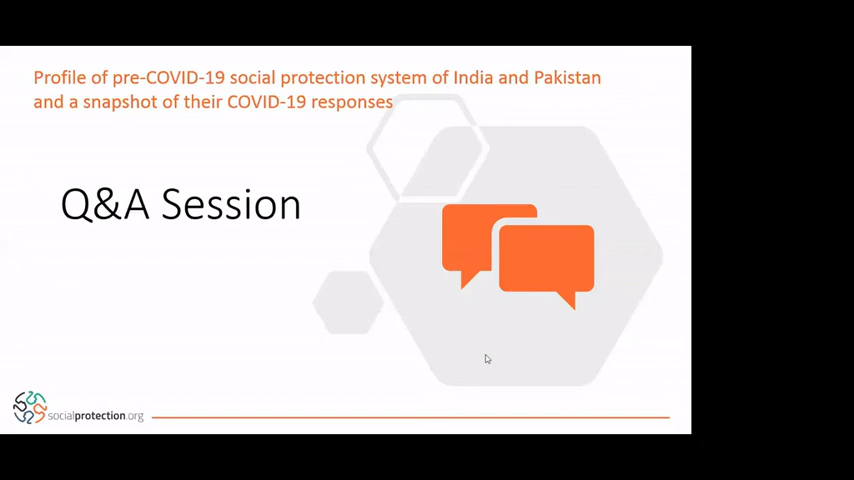 Profile of pre-COVID-19 social protection system of India and Pakistan
and a snapshot of their COVID-19 responses
Q&A Session
socialprotection.org